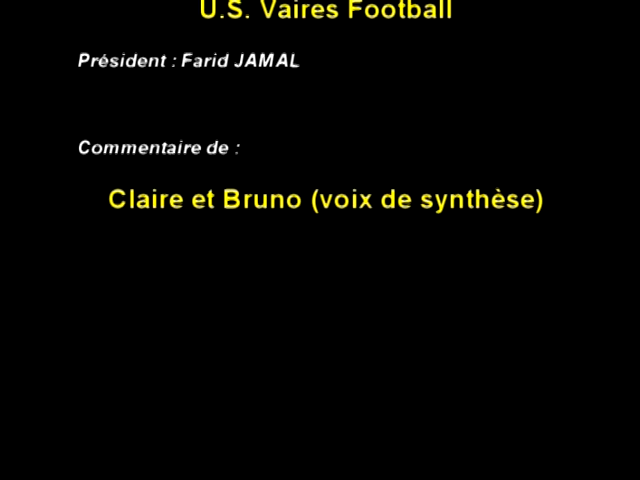 U.S. Vaires Football
Président : Farid JAMAL
Commentaire de :
Claire et Bruno (voix de synthèse)